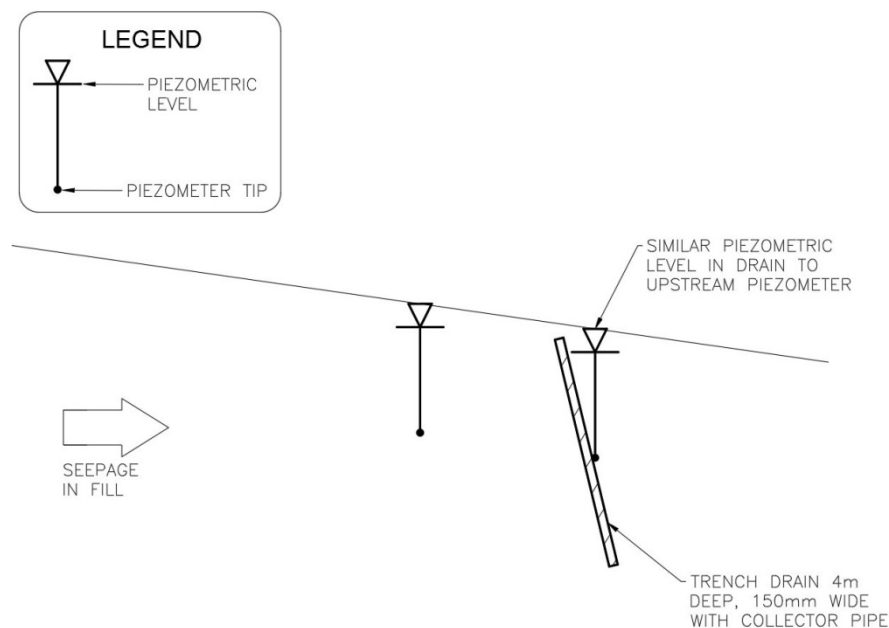 LEGEND
PIEZOMETRIC
LEVEL
PIEZOMETER TIP
SIMILAR PIEZOMETRIC
LEVEL IN DRAIN TO
UPSTREAM PIEZOMETER
SEEPAGE
IN FILL
TRENCH DRAIN 4m
DEEP, 150mm WIDE
WITH COLLECTOR PIPE